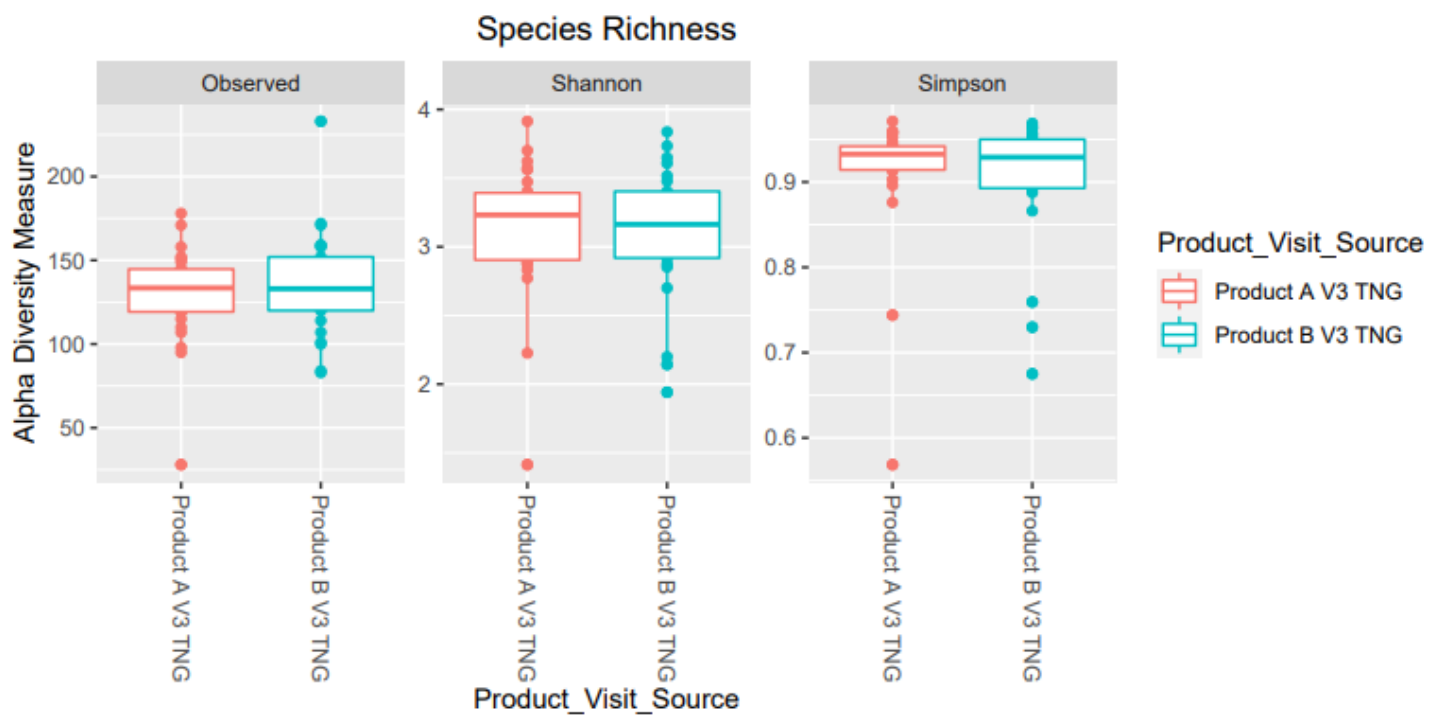 Species Richness
Observed
Shannon
Simpson
Alpha Diversity Measure
200
150
100
50
4
3
2
0.9
0.8
0.7
0.6
Product A V3 TNG
Product B V3 TNG
Product A V3 TNG
Product B V3 TNG
Product A V3 TNG
Product B V3 TNG
Product_Visit_Source
Product_Visit_Source
Product A V3 TNG
Product B V3 TNG